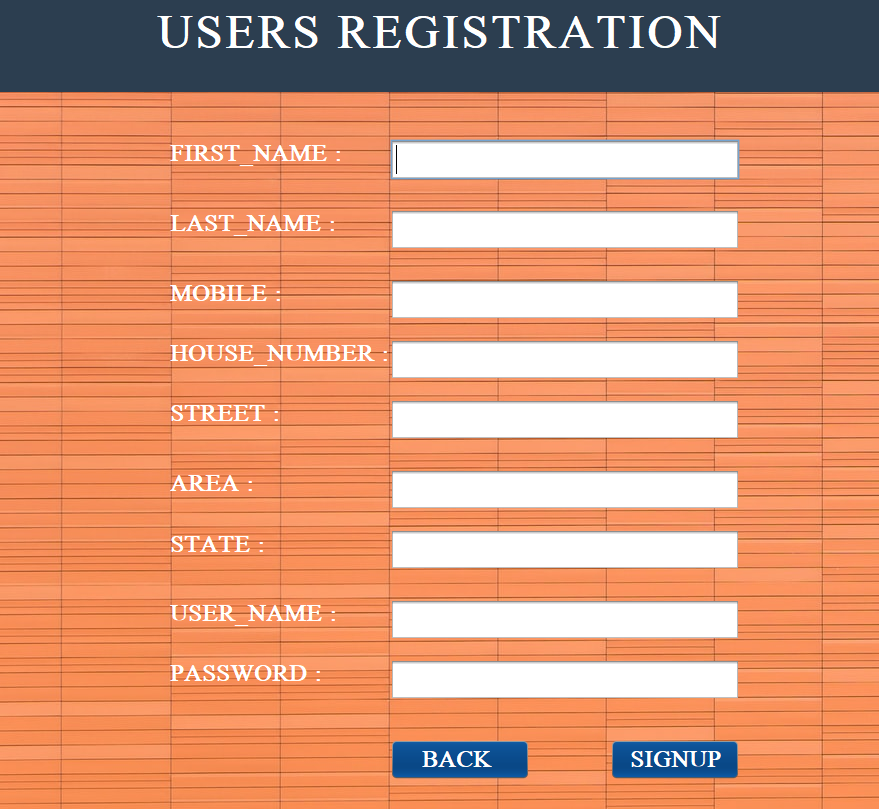 USERS REGISTRATION
FIRST_NAME :
LAST_NAME :
MOBILE :
HOUSE_NUMBER :
STREET :
AREA :
STATE :
USER_NAME :
PASSWORD :
BACK SIGNUP